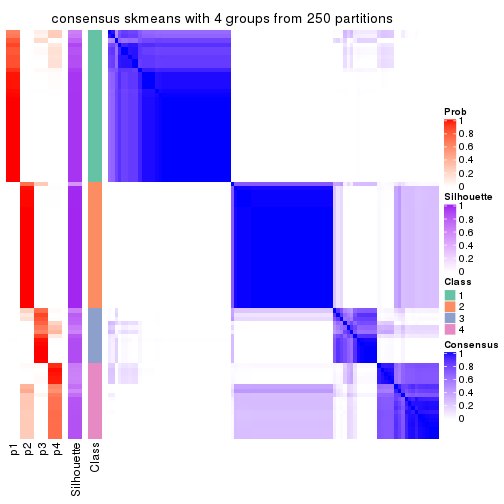 consensus skmeans with 4 groups from 250 partitions
Prob
1
0.8
0.6
0.4
0.2
0
Silhouette
1
0.8
0.6
0.4
0.2
0
Class
1
2
3
4
Consensus
1
0.8
0.6
0.4
0.2
0
p1
p2
p3
p4
Silhouette
Class